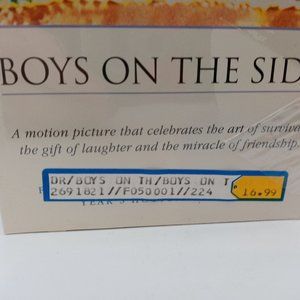 BOYS ON THE SID
A motion picture that celebrates the art of surviva
the gift of laughter and the miracle of friendship.
DR/BOYS ON TH/BOYS ON T
2691821//F050001//224 16.99